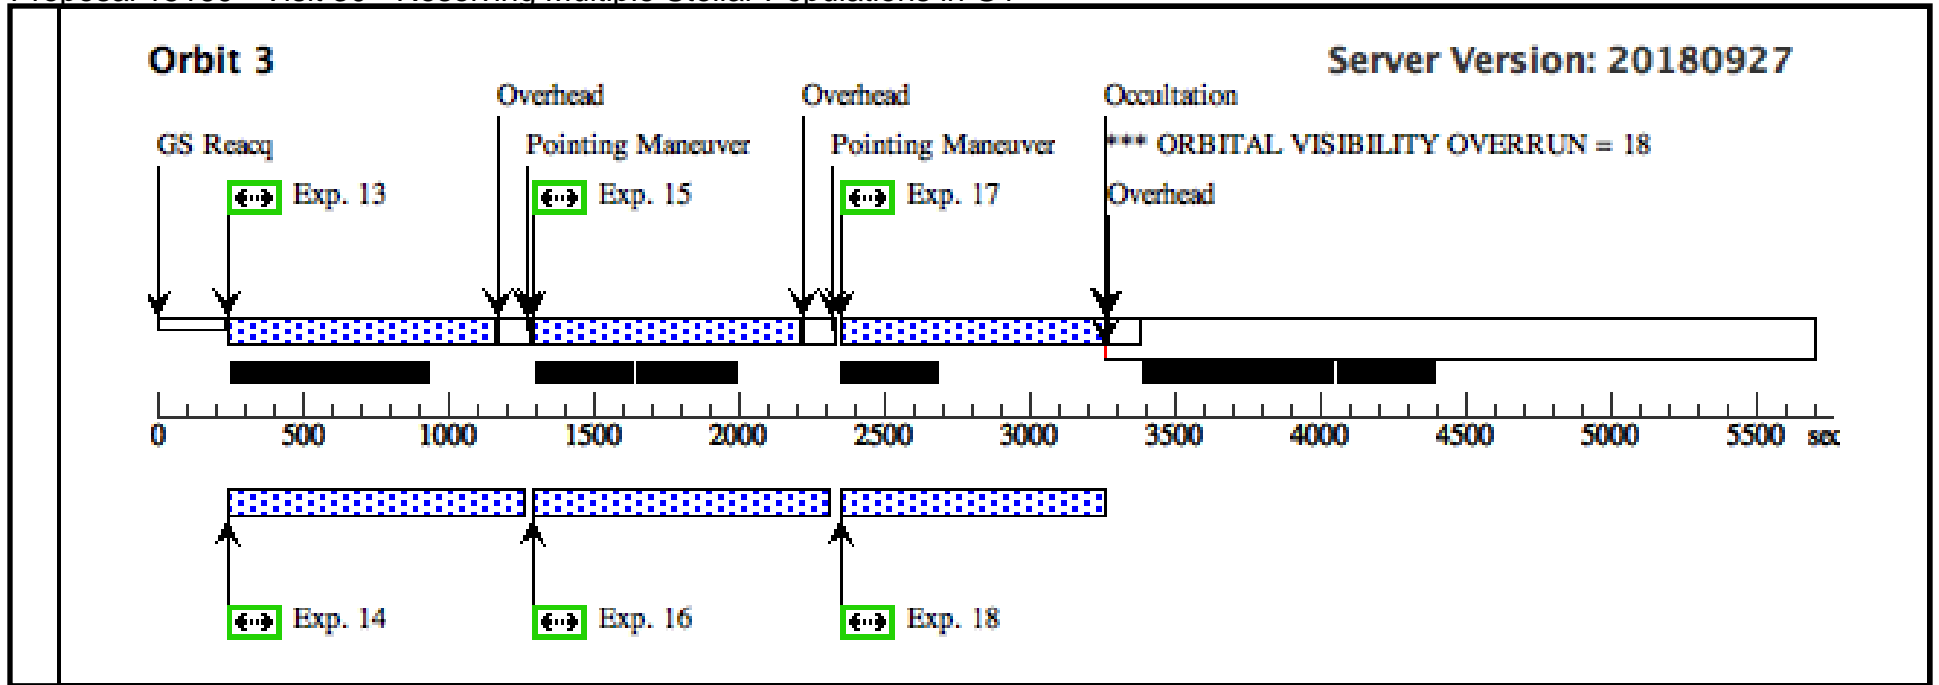 Orbit 3
Server Version: 20180927
Overhead
Overhead
Occultation
GS Reacq
Pointing Maneuver
Pointing Maneuver
*** ORBITAL VISIBILITY OVERRUN = 18
Exp. 13
Exp. 15
Exp. 17
Overhead
0 500 1000 1500 2000 2500 3000 3500 4000 4500 5000 5500 sec
Exp. 14
Exp. 16
Exp. 18